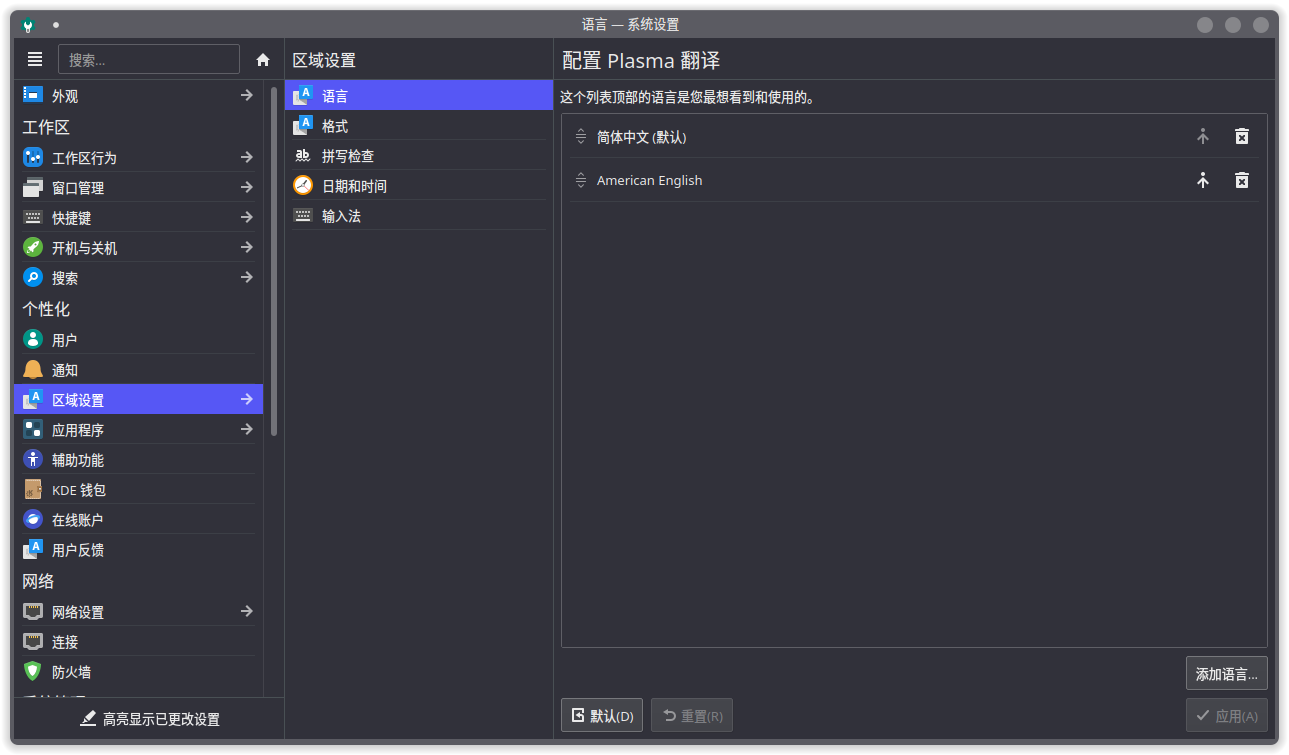 语言 — 系统设置
搜索...
外观
工作区
工作区行为
窗口管理
快捷键
开机与关机
搜索
个性化
用户
通知
区域设置
应用程序
辅助功能
KDE 钱包
在线账户
用户反馈
网络
网络设置
连接
防火墙
高亮显示已更改设置
区域设置
语言
格式
拼写检查
日期和时间
输入法
配置 Plasma 翻译
这个列表顶部的语言是您最想看到和使用的。
简体中文 (默认)
American English
添加语言...
默认(D)
重置(R)
应用(A)